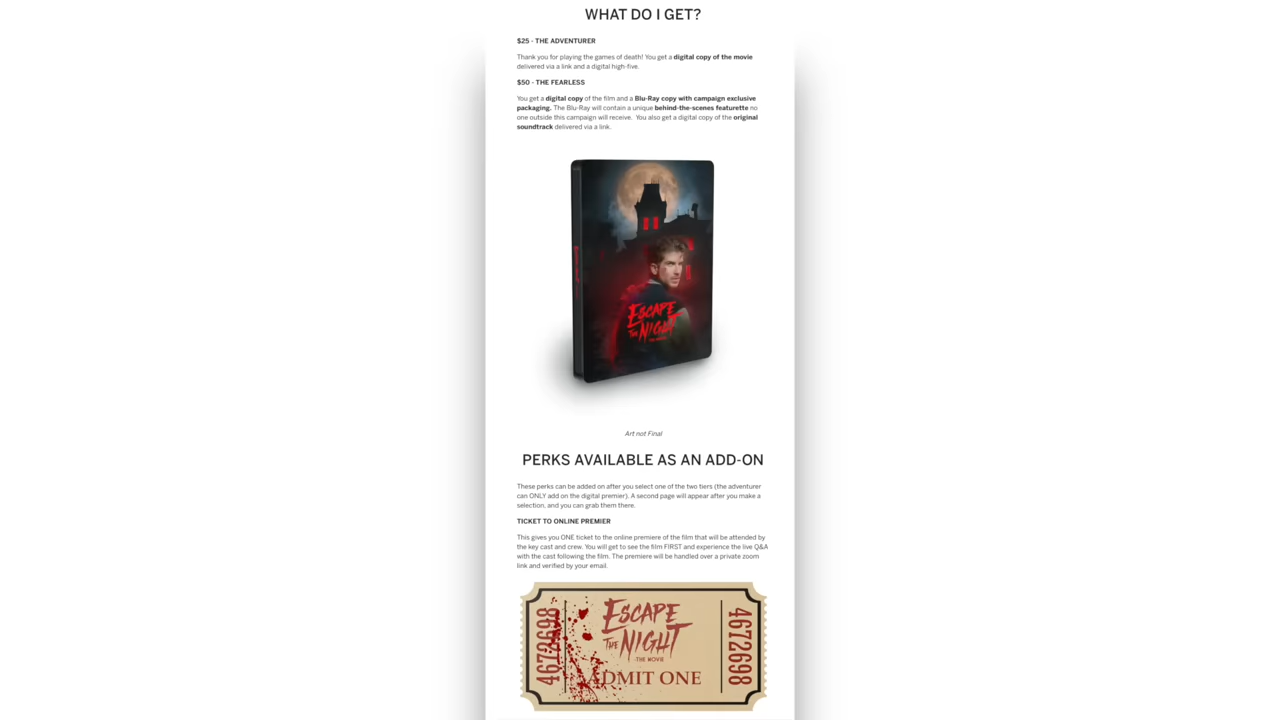 WHAT DO I GET?
$25 - THE ADVENTURER
Thank you for playing the games of death! You get a digital copy of the movie
delivered via a link and a digital high-five.
$50 - THE FEARLESS
You get a digital copy of the film and a Blu-Ray copy with campaign exclusive
packaging. The Blu-Ray will contain a unique behind-the-scenes featurette no
one outside this campaign will receive.  You also get a digital copy of the original
soundtrack delivered via a link.
ESCAPE
THE NIGHT
Art not Final
PERKS AVAILABLE AS AN ADD-ON
These perks can be added on after you select one of the two tiers (the adventurer
can ONLY add on the digital premier). A second page will appear after you make a
selection, and you can grab them there.
TICKET TO ONLINE PREMIER
This gives you ONE ticket to the online premiere of the film that will be attended by
the key cast and crew. You will get to see the film FIRST and experience the live Q&A
with the cast following the film. The premiere will be handled over a private zoom
link and verified by your email.
4672698
ESCAPE
THE NIGHT
-THE MOVIE
ADMIT ONE
4672698